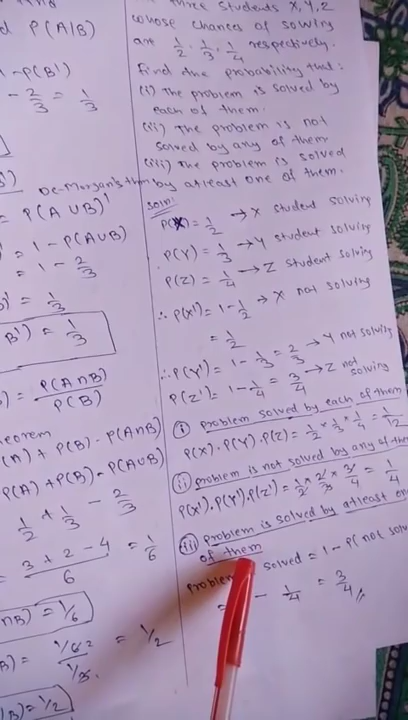 P(A/B)
1-P(B')
- 2/3 = 1/3
De-Morgan's thm
= P(A∪B)'
= 1 - P(A∪B)
= 1 - 2/3
= 1/3
B') = 1/3
= P(A∩B) / P(B)
eorem
(A) + P(B) - P(A∩B)
P(A) + P(B) - P(A∪B)
1/2 + 1/3 - 2/3
= 3 + 2 - 4 / 6 = 1/6
∩B) = 1/6
B) = = 1/2
B) = 1/2
three students X, Y, Z
whose chances of solving
are 1/2, 1/3, 1/4 respectively.
Find the probability that:
(i) The problem is solved by
each of them.
(ii) The problem is not
solved by any of them
(iii) The problem is solved
by atleast one of them.
Soln:
P(X) = 1/2 → X student solving
P(Y) = 1/3 → Y student solving
P(Z) = 1/4 → Z student solving
∴ P(X') = 1 - 1/2 → X not solving
= 1/2
∴ P(Y') = 1 - 1/3 = 2/3 → Y not solving
P(Z') = 1 - 1/4 = 3/4 → Z not solving
(i) Problem solved by each of them
P(X).P(Y).P(Z) = 1/2 × 1/3 × 1/4 = 1/12
(ii) problem is not solved by any of the
P(X').P(Y').P(Z') = 1/2 × 2/3 × 3/4 = 1/4
(iii) Problem is solved by atleast one
of them
Problem solved = 1 - P( not solv
= - 1/4 = 3/4 //